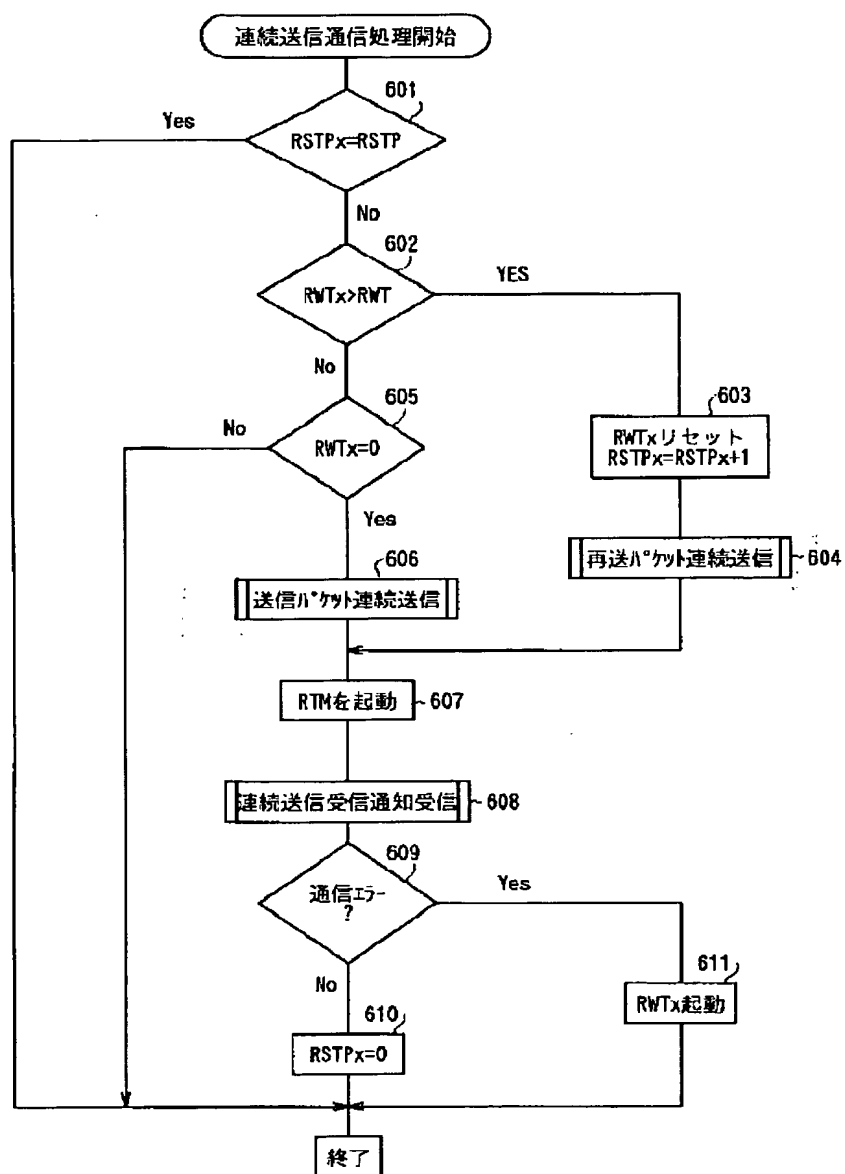 連続送信通信処理開始
601
Yes
RSTPx=RSTP
No
602
RWTx>RWT
YES
No
605
No
RWTx=0
603
RWTxリセット
RSTPx=RSTPx+1
Yes
606
送信ﾊﾟｹｯﾄ連続送信
再送ﾊﾟｹｯﾄ連続送信
604
RTMを起動
607
連続送信受信通知受信
608
609
通信ｴﾗｰ
?
Yes
No
611
RWTx起動
610
RSTPx=0
終了